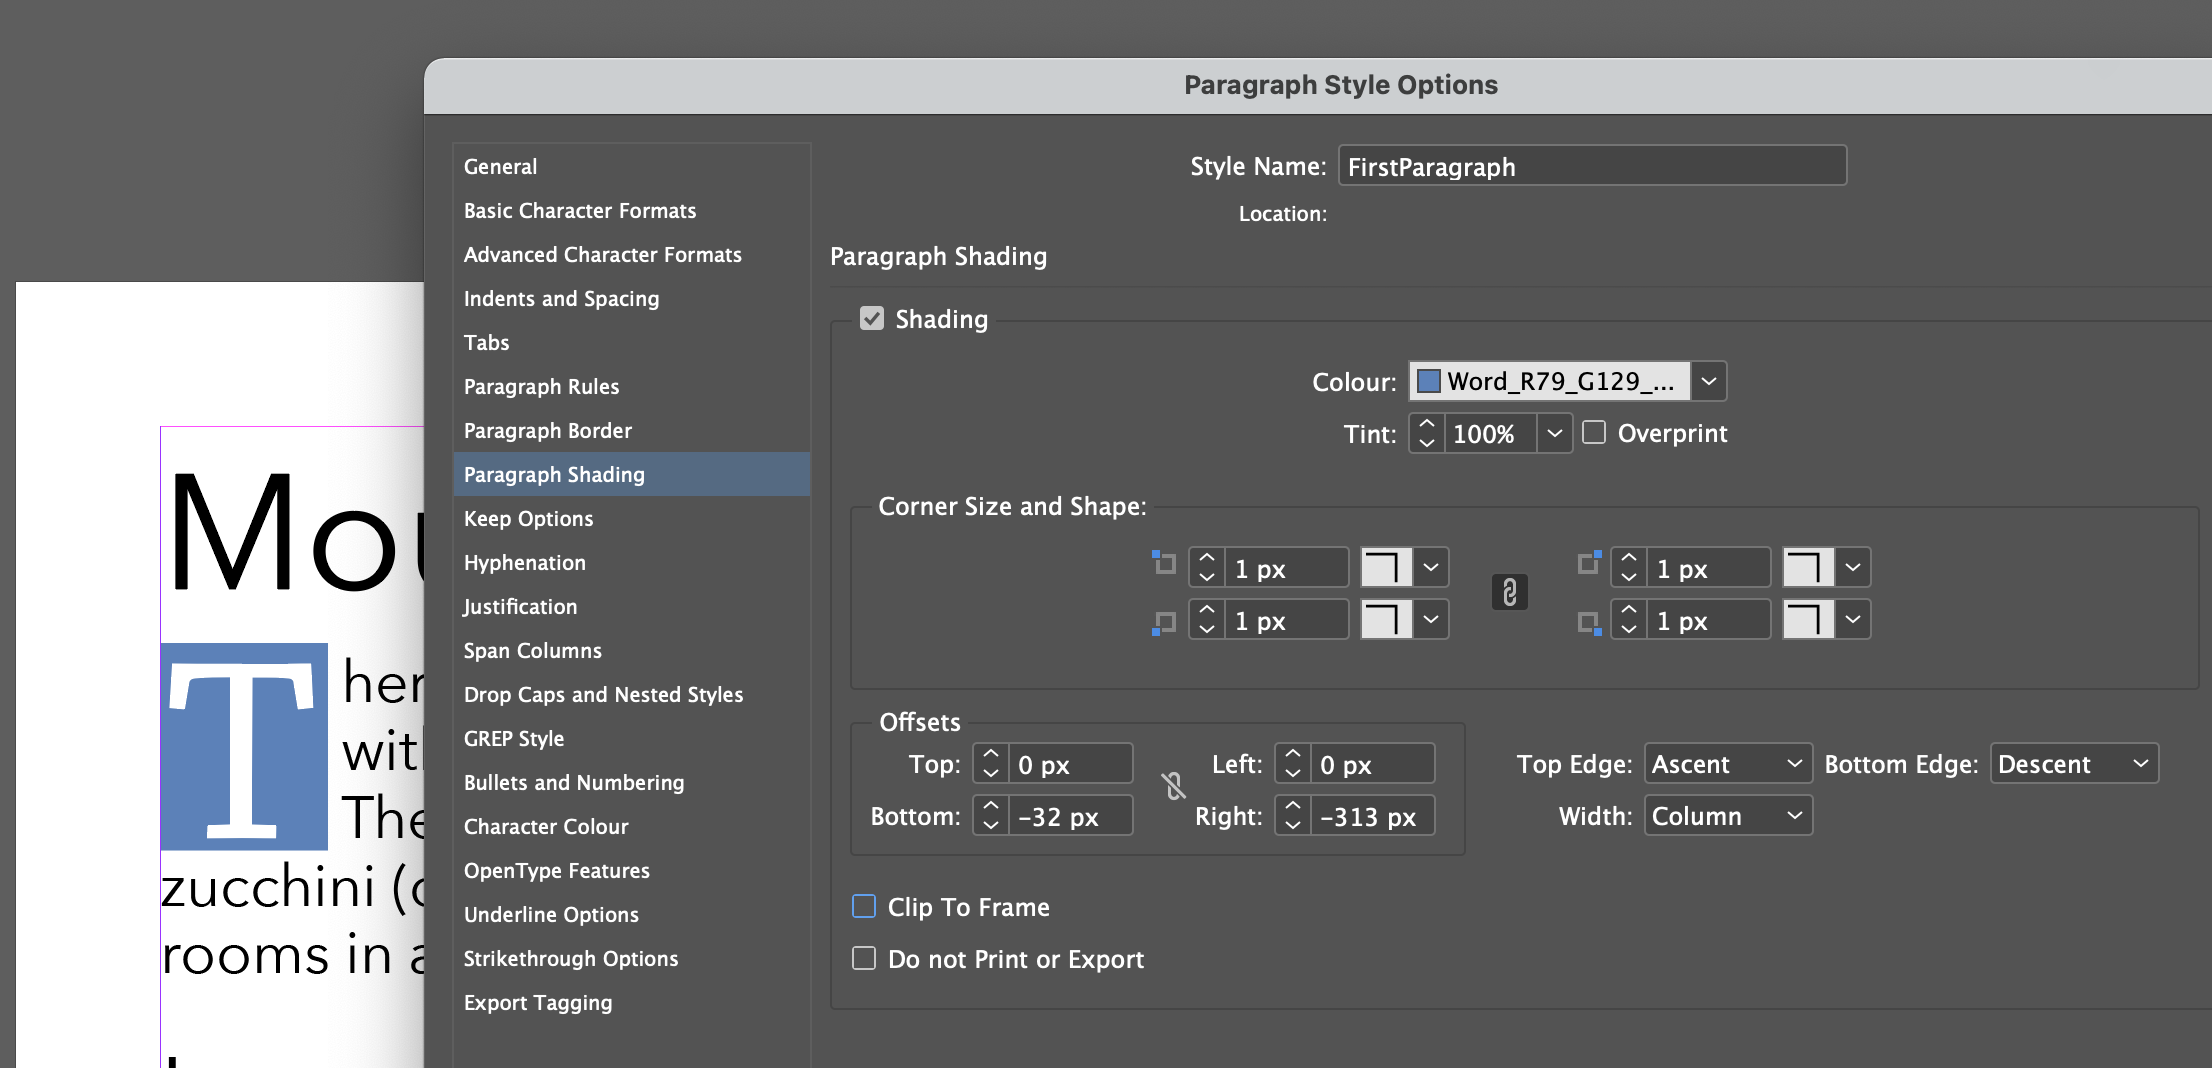 Paragraph Style Options
General
Basic Character Formats
Advanced Character Formats
Indents and Spacing
Tabs
Paragraph Rules
Paragraph Border
Paragraph Shading
Keep Options
Hyphenation
Justification
Span Columns
Drop Caps and Nested Styles
GREP Style
Bullets and Numbering
Character Colour
OpenType Features
Underline Options
Strikethrough Options
Export Tagging
Style Name: FirstParagraph
Location:
Paragraph Shading
Shading
Colour: Word_R79_G129_...
Tint: 100% Overprint
Corner Size and Shape:
1 px 1 px
1 px 1 px
Offsets
Top: 0 px Left: 0 px Top Edge: Ascent Bottom Edge: Descent
Bottom: -32 px Right: -313 px Width: Column
Clip To Frame
Do not Print or Export
Mo
T her
wit
The
zucchini (
rooms in